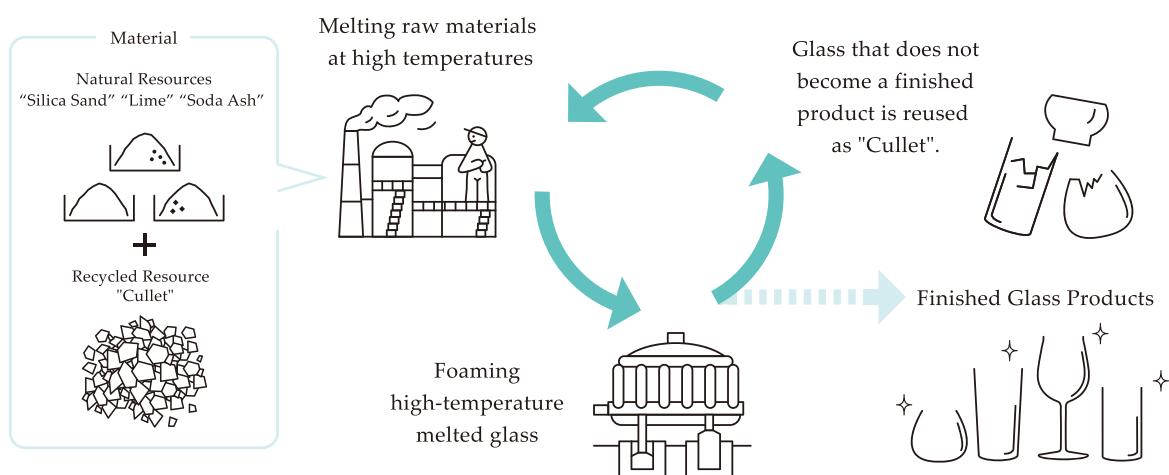 Material
Natural Resources
“Silica Sand” “Lime” “Soda Ash”
Recycled Resource
"Cullet"
Melting raw materials
at high temperatures
Foaming
high-temperature
melted glass
Glass that does not
become a finished
product is reused
as "Cullet".
Finished Glass Products